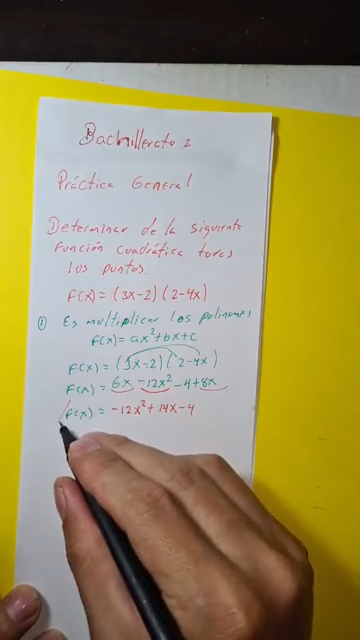 Bachillerato 2
Práctica General
Determinar de la siguiente
función cuadrática todos
los puntos.
F(x) = (3x-2)(2-4x)
① Es multiplicar los polinomios
F(x) = ax²+bx+c
F(x) = (3x-2)(2-4x)
F(x) = 6x -12x² -4+8x
F(x) = -12x²+14x-4